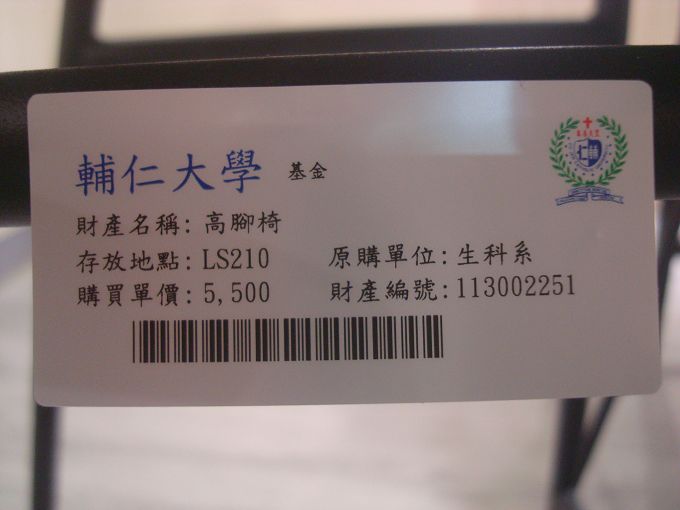 輔仁大學 基金
財產名稱：高腳椅
存放地點：LS210 原購單位：生科系
購買單價：5,500 財產編號：113002251